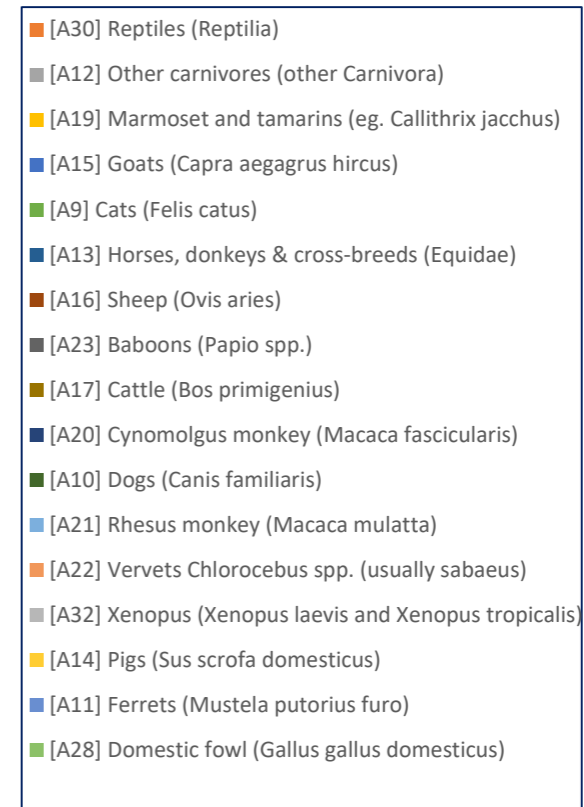 [A30] Reptiles (Reptilia)
[A12] Other carnivores (other Carnivora)
[A19] Marmoset and tamarins (eg. Callithrix jacchus)
[A15] Goats (Capra aegagrus hircus)
[A9] Cats (Felis catus)
[A13] Horses, donkeys & cross-breeds (Equidae)
[A16] Sheep (Ovis aries)
[A23] Baboons (Papio spp.)
[A17] Cattle (Bos primigenius)
[A20] Cynomolgus monkey (Macaca fascicularis)
[A10] Dogs (Canis familiaris)
[A21] Rhesus monkey (Macaca mulatta)
[A22] Vervets Chlorocebus spp. (usually sabaeus)
[A32] Xenopus (Xenopus laevis and Xenopus tropicalis)
[A14] Pigs (Sus scrofa domesticus)
[A11] Ferrets (Mustela putorius furo)
[A28] Domestic fowl (Gallus gallus domesticus)